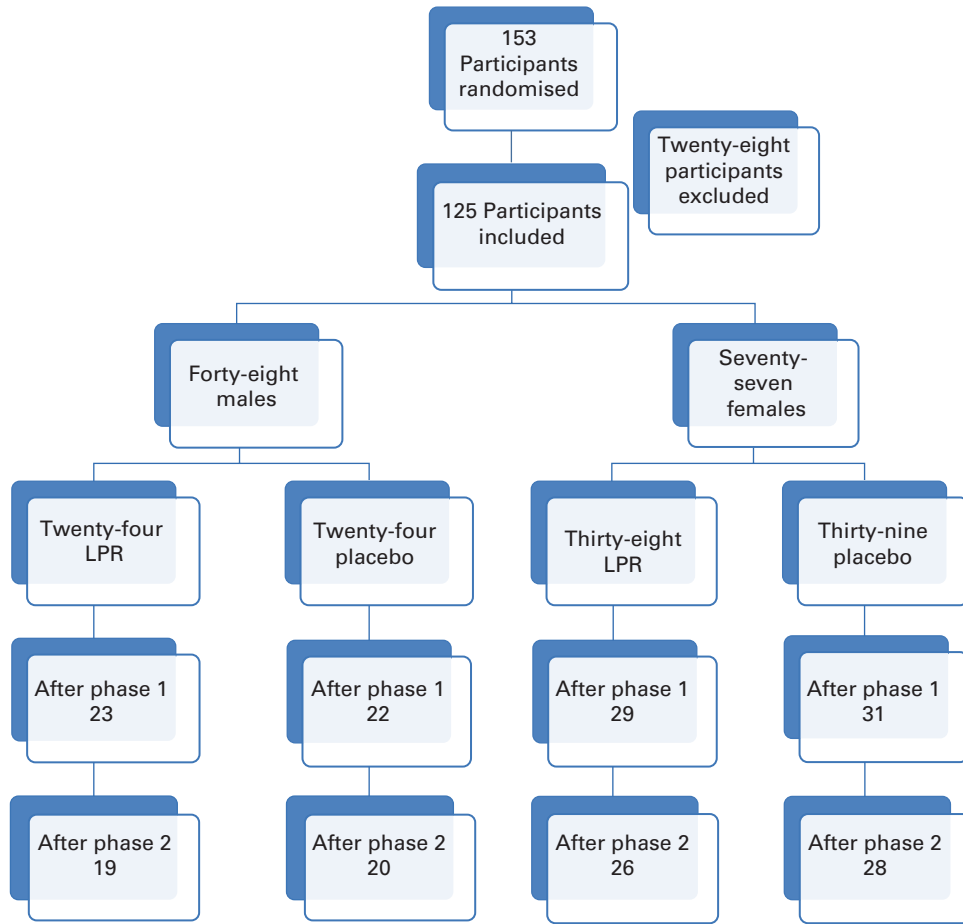 153
Participants
randomised
Twenty-eight
participants
excluded
125 Participants
included
Forty-eight
males
Seventy-
seven
females
Twenty-four
LPR
Twenty-four
placebo
Thirty-eight
LPR
Thirty-nine
placebo
After phase 1
23
After phase 1
22
After phase 1
29
After phase 1
31
After phase 2
19
After phase 2
20
After phase 2
26
After phase 2
28